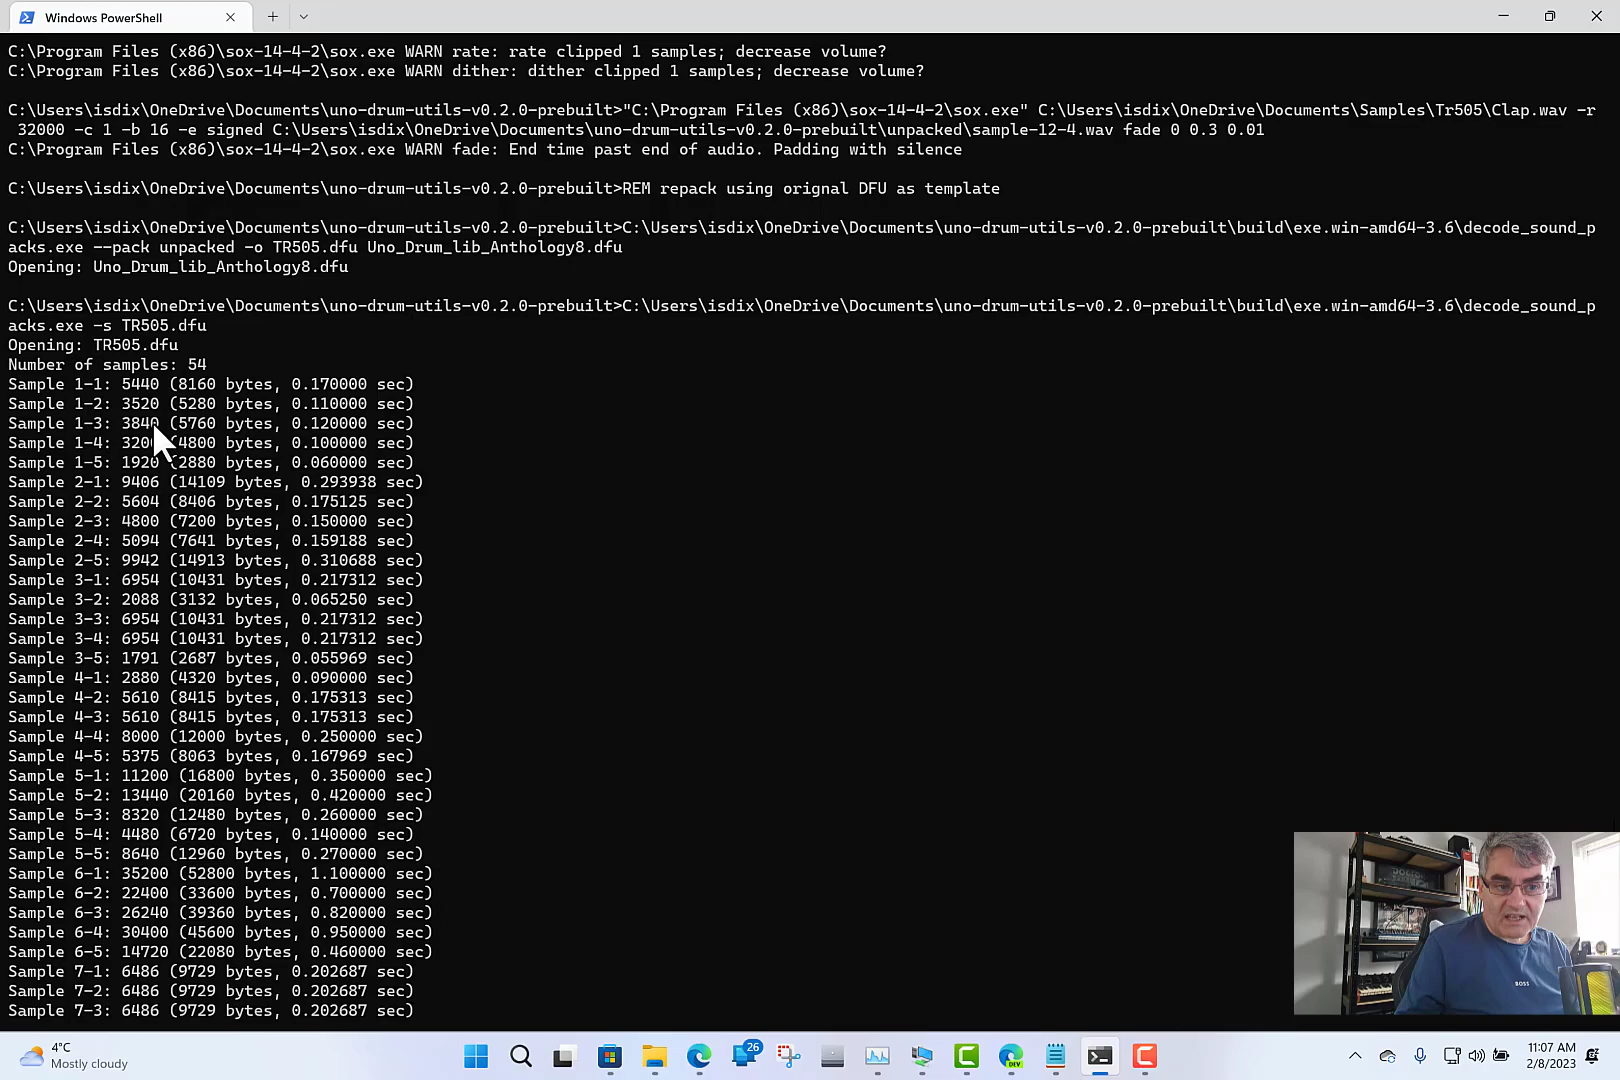 Windows PowerShell
C:\Program Files (x86)\sox-14-4-2\sox.exe WARN rate: rate clipped 1 samples; decrease volume?
C:\Program Files (x86)\sox-14-4-2\sox.exe WARN dither: dither clipped 1 samples; decrease volume?
C:\Users\isdix\OneDrive\Documents\uno-drum-utils-v0.2.0-prebuilt>"C:\Program Files (x86)\sox-14-4-2\sox.exe" C:\Users\isdix\OneDrive\Documents\Samples\Tr505\Clap.wav -r
32000 -c 1 -b 16 -e signed C:\Users\isdix\OneDrive\Documents\uno-drum-utils-v0.2.0-prebuilt\unpacked\sample-12-4.wav fade 0 0.3 0.01
C:\Program Files (x86)\sox-14-4-2\sox.exe WARN fade: End time past end of audio. Padding with silence
C:\Users\isdix\OneDrive\Documents\uno-drum-utils-v0.2.0-prebuilt>REM repack using orignal DFU as template
C:\Users\isdix\OneDrive\Documents\uno-drum-utils-v0.2.0-prebuilt>C:\Users\isdix\OneDrive\Documents\uno-drum-utils-v0.2.0-prebuilt\build\exe.win-amd64-3.6\decode_sound_p
acks.exe --pack unpacked -o TR505.dfu Uno_Drum_lib_Anthology8.dfu
Opening: Uno_Drum_lib_Anthology8.dfu
C:\Users\isdix\OneDrive\Documents\uno-drum-utils-v0.2.0-prebuilt>C:\Users\isdix\OneDrive\Documents\uno-drum-utils-v0.2.0-prebuilt\build\exe.win-amd64-3.6\decode_sound_p
acks.exe -s TR505.dfu
Opening: TR505.dfu
Number of samples: 54
Sample 1-1: 5440 (8160 bytes, 0.170000 sec)
Sample 1-2: 3520 (5280 bytes, 0.110000 sec)
Sample 1-3: 3840 (5760 bytes, 0.120000 sec)
Sample 1-4: 3200 (4800 bytes, 0.100000 sec)
Sample 1-5: 1920 (2880 bytes, 0.060000 sec)
Sample 2-1: 9406 (14109 bytes, 0.293938 sec)
Sample 2-2: 5604 (8406 bytes, 0.175125 sec)
Sample 2-3: 4800 (7200 bytes, 0.150000 sec)
Sample 2-4: 5094 (7641 bytes, 0.159188 sec)
Sample 2-5: 9942 (14913 bytes, 0.310688 sec)
Sample 3-1: 6954 (10431 bytes, 0.217312 sec)
Sample 3-2: 2088 (3132 bytes, 0.065250 sec)
Sample 3-3: 6954 (10431 bytes, 0.217312 sec)
Sample 3-4: 6954 (10431 bytes, 0.217312 sec)
Sample 3-5: 1791 (2687 bytes, 0.055969 sec)
Sample 4-1: 2880 (4320 bytes, 0.090000 sec)
Sample 4-2: 5610 (8415 bytes, 0.175313 sec)
Sample 4-3: 5610 (8415 bytes, 0.175313 sec)
Sample 4-4: 8000 (12000 bytes, 0.250000 sec)
Sample 4-5: 5375 (8063 bytes, 0.167969 sec)
Sample 5-1: 11200 (16800 bytes, 0.350000 sec)
Sample 5-2: 13440 (20160 bytes, 0.420000 sec)
Sample 5-3: 8320 (12480 bytes, 0.260000 sec)
Sample 5-4: 4480 (6720 bytes, 0.140000 sec)
Sample 5-5: 8640 (12960 bytes, 0.270000 sec)
Sample 6-1: 35200 (52800 bytes, 1.100000 sec)
Sample 6-2: 22400 (33600 bytes, 0.700000 sec)
Sample 6-3: 26240 (39360 bytes, 0.820000 sec)
Sample 6-4: 30400 (45600 bytes, 0.950000 sec)
Sample 6-5: 14720 (22080 bytes, 0.460000 sec)
Sample 7-1: 6486 (9729 bytes, 0.202687 sec)
Sample 7-2: 6486 (9729 bytes, 0.202687 sec)
Sample 7-3: 6486 (9729 bytes, 0.202687 sec)
BOSS
4°C
Mostly cloudy
26
DEV
11:07 AM
2/8/2023